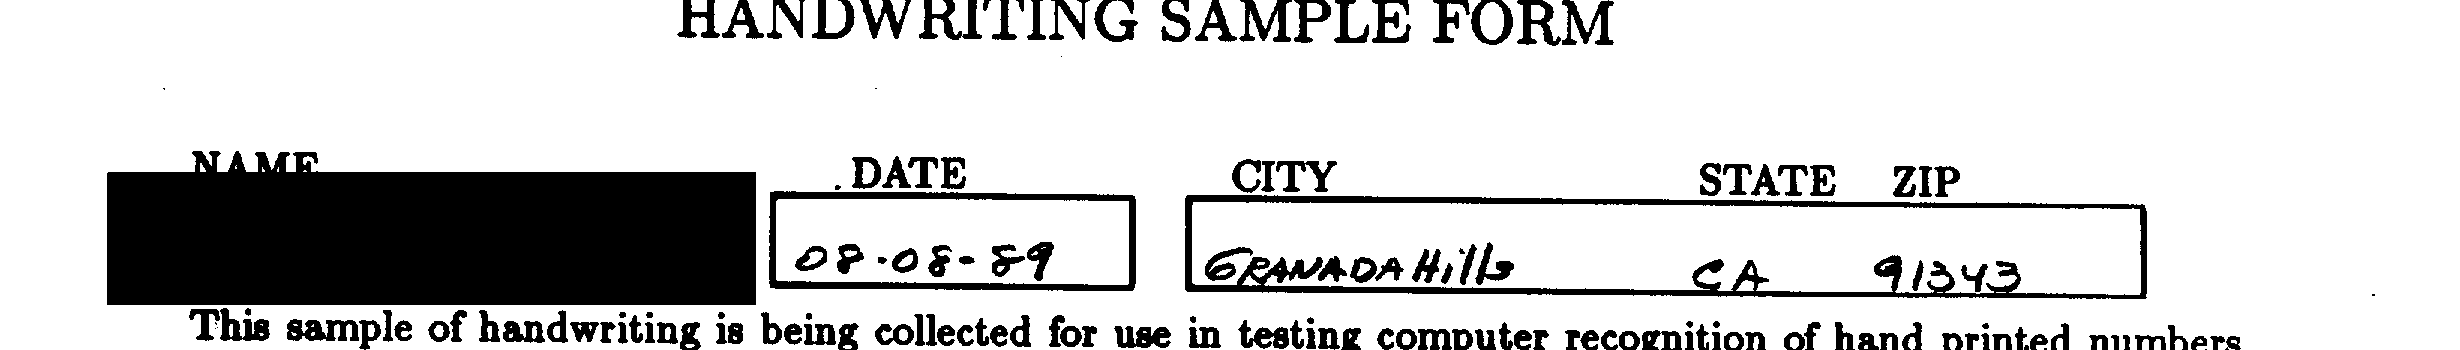 HANDWRITING SAMPLE FORM
NAME DATE CITY STATE ZIP
08-08-89 GRANADA Hills CA 91343
This sample of handwriting is being collected for use in testing computer recognition of hand printed numbers